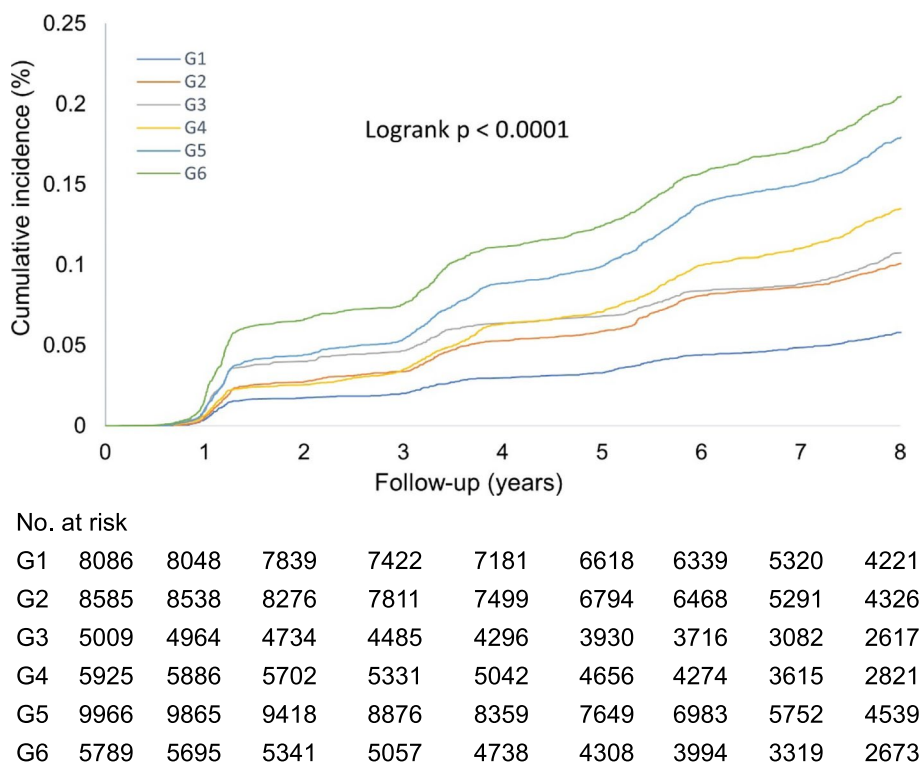 0.25
0.2
0.15
0.1
0.05
0
Cumulative incidence (%)
G1
G2
G3
G4
G5
G6
Logrank p < 0.0001
0 1 2 3 4 5 6 7 8
Follow-up (years)
No. at risk
G1 8086 8048 7839 7422 7181 6618 6339 5320 4221
G2 8585 8538 8276 7811 7499 6794 6468 5291 4326
G3 5009 4964 4734 4485 4296 3930 3716 3082 2617
G4 5925 5886 5702 5331 5042 4656 4274 3615 2821
G5 9966 9865 9418 8876 8359 7649 6983 5752 4539
G6 5789 5695 5341 5057 4738 4308 3994 3319 2673